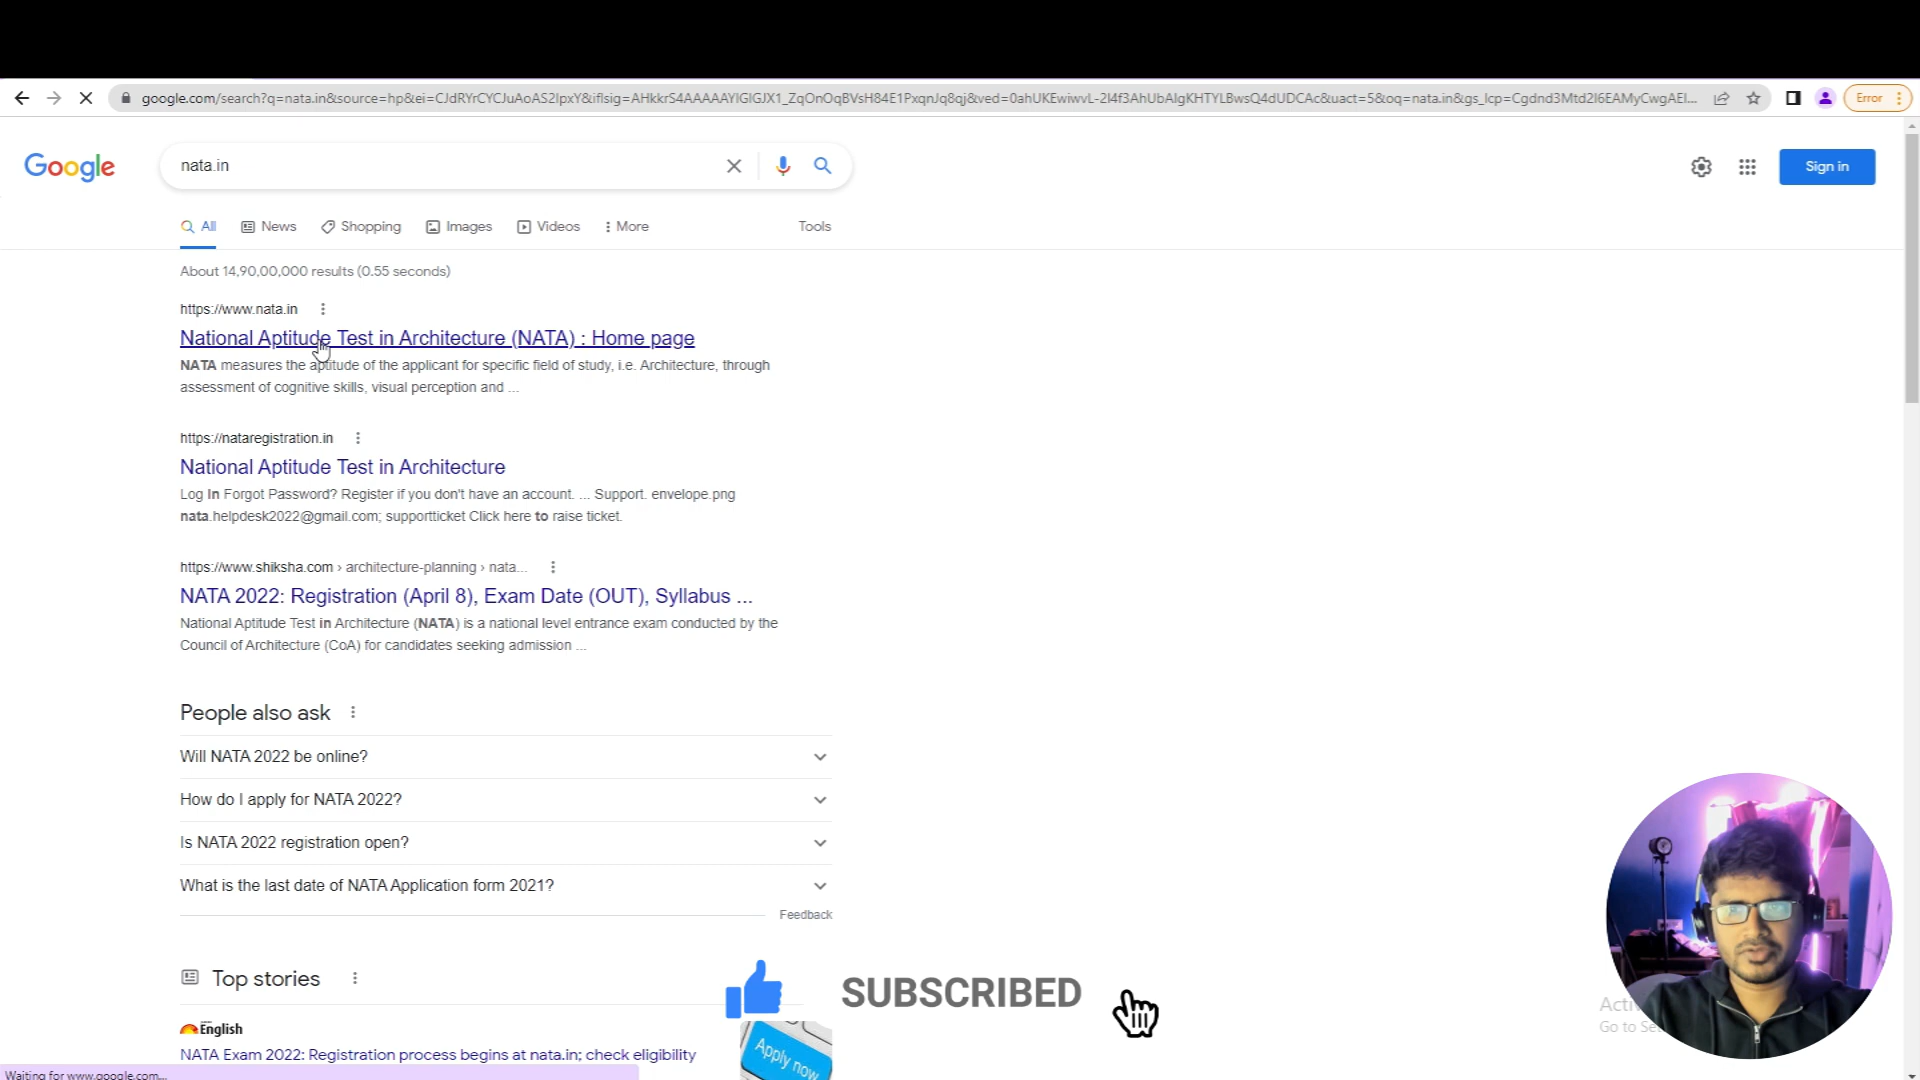 google.com/search?q=nata.in&source=hp&ei=CJdRYrCYCJuAoAS2lpxY&iflsig=AHkkrS4AAAAAYlGlGJX1_ZqOnOqBVsH84E1PxqnJq8qj&ved=0ahUKEwiwvL-2l4f3AhUbAIgKHTYLBwsQ4dUDCAc&uact=5&oq=nata.in&gs_lcp=Cgdnd3Mtd2l6EAMyCwgAEI...
Error
Google
nata.in
Sign in
All
News
Shopping
Images
Videos
More
Tools
About 14,90,00,000 results (0.55 seconds)
https://www.nata.in
National Aptitude Test in Architecture (NATA) : Home page
NATA measures the aptitude of the applicant for specific field of study, i.e. Architecture, through
assessment of cognitive skills, visual perception and ...
https://nataregistration.in
National Aptitude Test in Architecture
Log In Forgot Password? Register if you don't have an account. ... Support. envelope.png
nata.helpdesk2022@gmail.com; supportticket Click here to raise ticket.
https://www.shiksha.com › architecture-planning › nata...
NATA 2022: Registration (April 8), Exam Date (OUT), Syllabus ...
National Aptitude Test in Architecture (NATA) is a national level entrance exam conducted by the
Council of Architecture (CoA) for candidates seeking admission ...
People also ask
Will NATA 2022 be online?
How do I apply for NATA 2022?
Is NATA 2022 registration open?
What is the last date of NATA Application form 2021?
Feedback
Top stories
English
NATA Exam 2022: Registration process begins at nata.in; check eligibility
Apply now
SUBSCRIBED
Go to
Waiting for www.google.com...